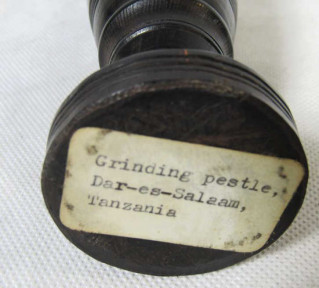 Grinding pestle,
Dar-es-Salaam,
Tanzania